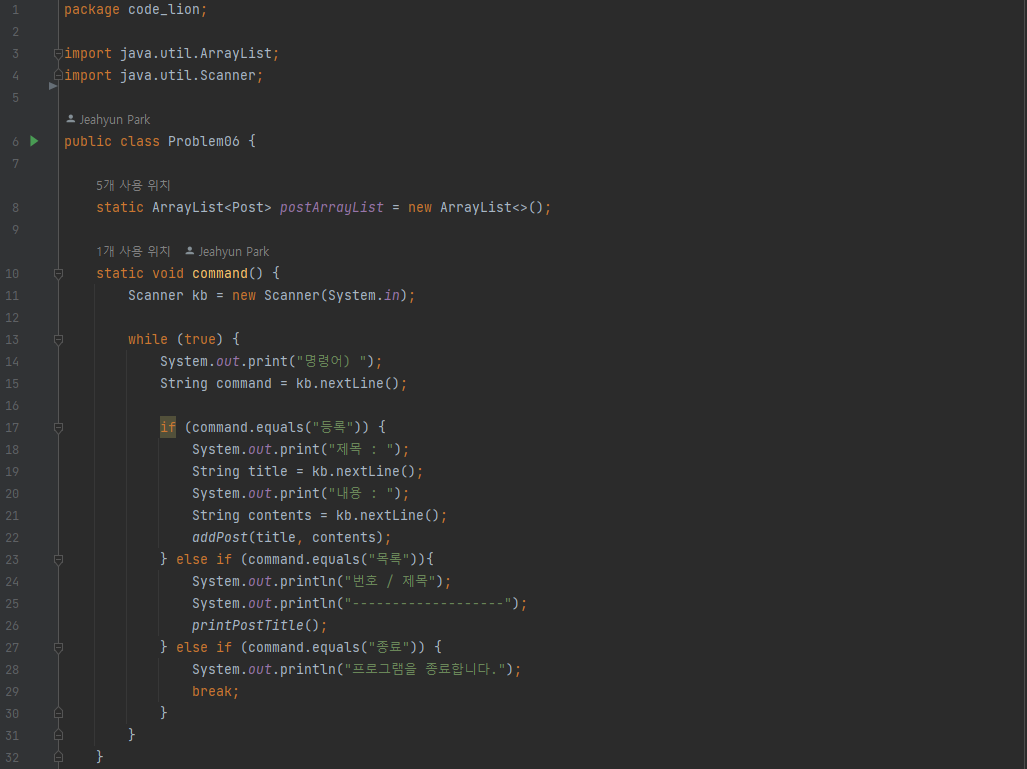 1 package code_lion;
2
3 import java.util.ArrayList;
4 import java.util.Scanner;
5
Jeahyun Park
6 public class Problem06 {
7
5개 사용 위치
8 static ArrayList<Post> postArrayList = new ArrayList<>();
9
1개 사용 위치 Jeahyun Park
10 static void command() {
11 Scanner kb = new Scanner(System.in);
12
13 while (true) {
14 System.out.print("명령어) ");
15 String command = kb.nextLine();
16
17 if (command.equals("등록")) {
18 System.out.print("제목 : ");
19 String title = kb.nextLine();
20 System.out.print("내용 : ");
21 String contents = kb.nextLine();
22 addPost(title, contents);
23 } else if (command.equals("목록")){
24 System.out.println("번호 / 제목");
25 System.out.println("-------------------");
26 printPostTitle();
27 } else if (command.equals("종료")) {
28 System.out.println("프로그램을 종료합니다.");
29 break;
30 }
31 }
32 }